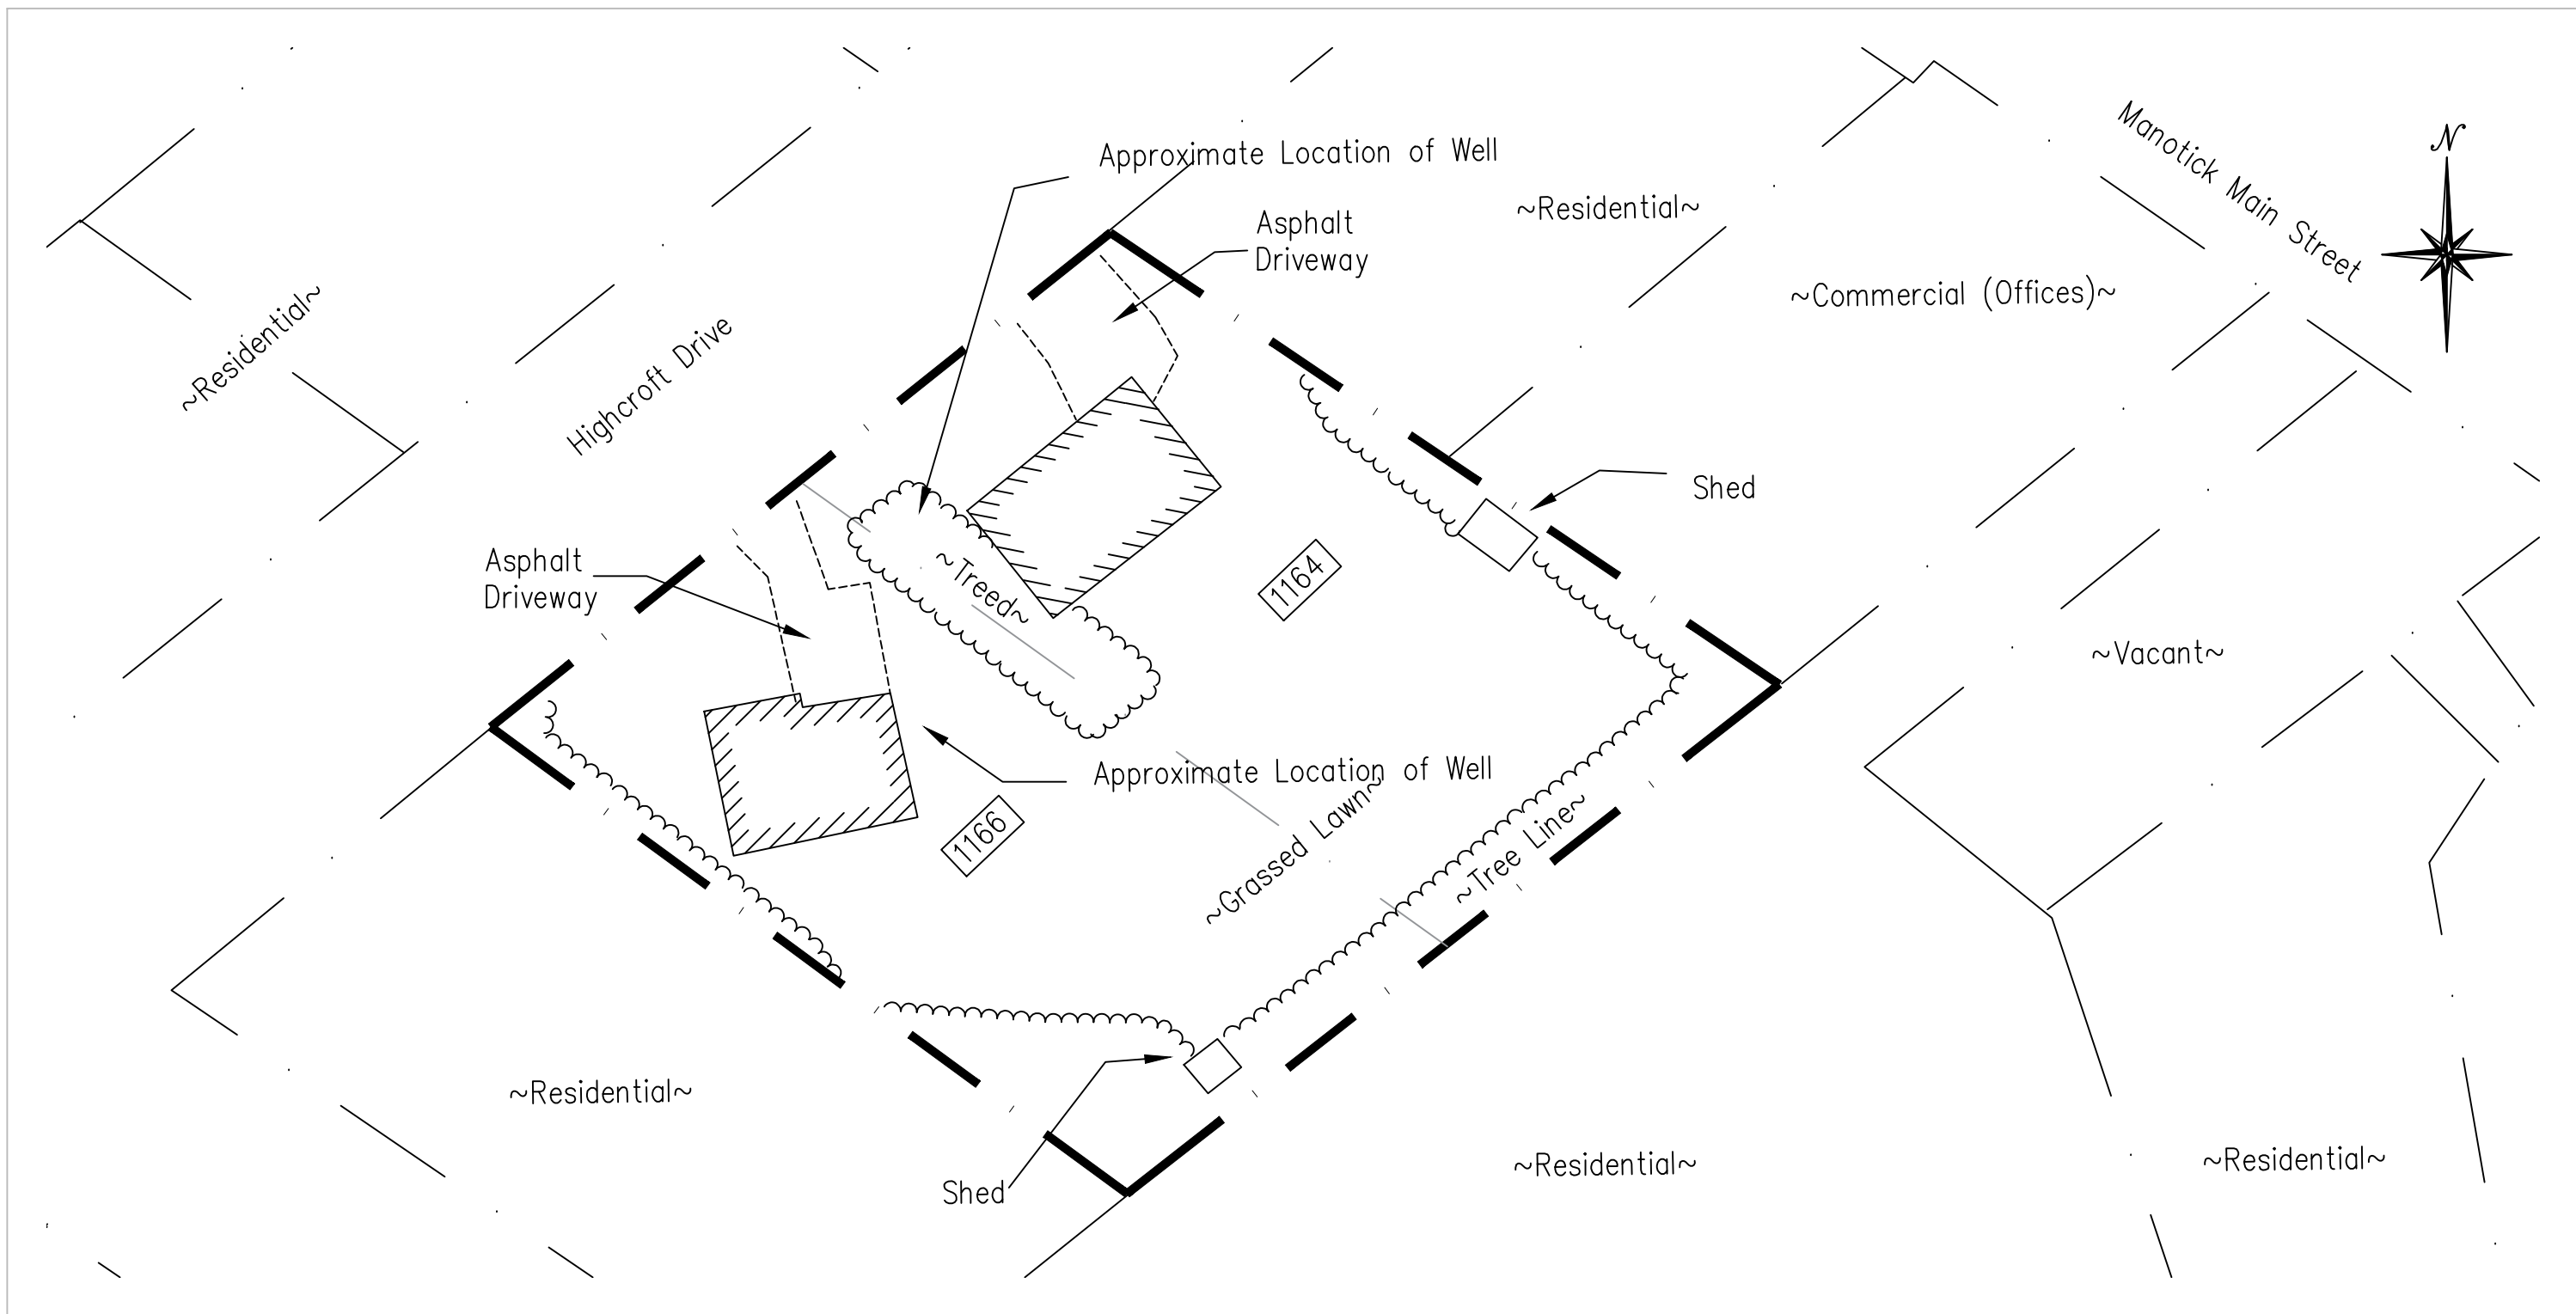 Manotick Main Street
N
Approximate Location of Well
~Residential~
Asphalt
Driveway
~Commercial (Offices)~
~Residential~
Highcroft Drive
Shed
Asphalt
Driveway
~Treed~
1164
~Vacant~
Approximate Location of Well
1166
~Grassed Lawn~
~Tree Line~
~Residential~
Shed
~Residential~
~Residential~